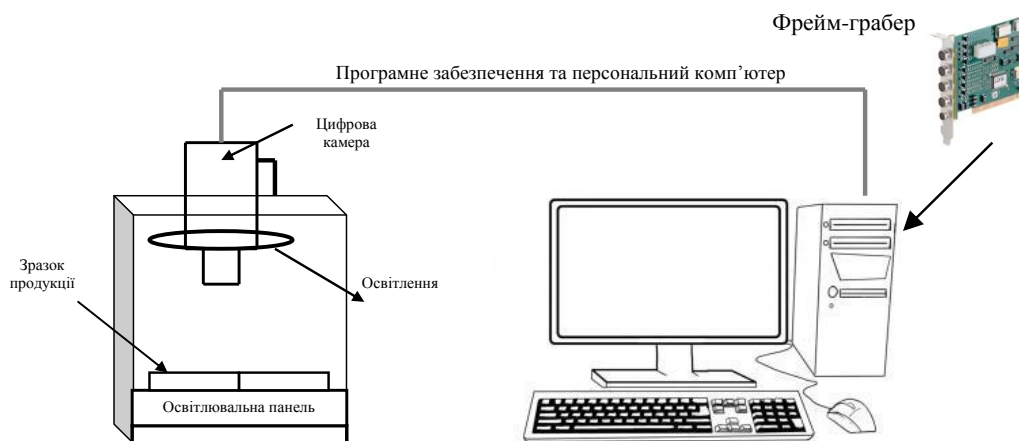 Фрейм-грабер
Програмне забезпечення та персональний комп’ютер
Цифрова
камера
Зразок
продукції
Освітлення
Освітлювальна панель